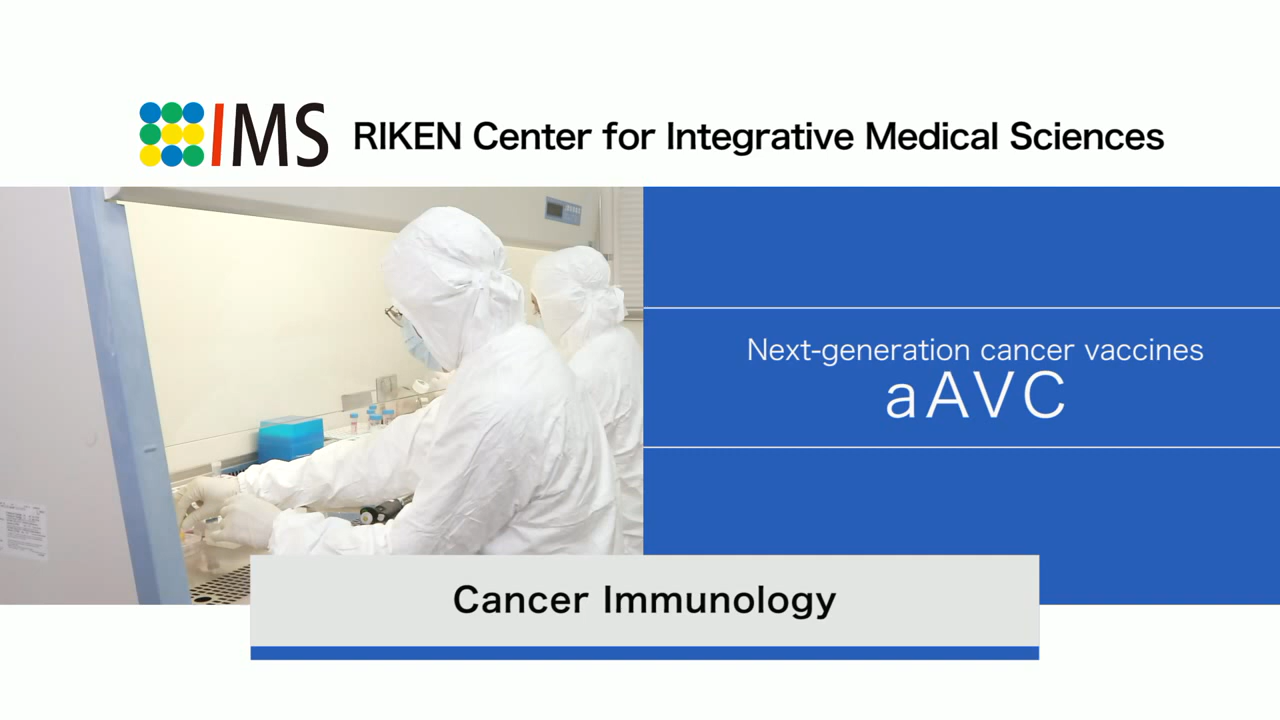 IMS RIKEN Center for Integrative Medical Sciences
Next-generation cancer vaccines
aAVC
Cancer Immunology